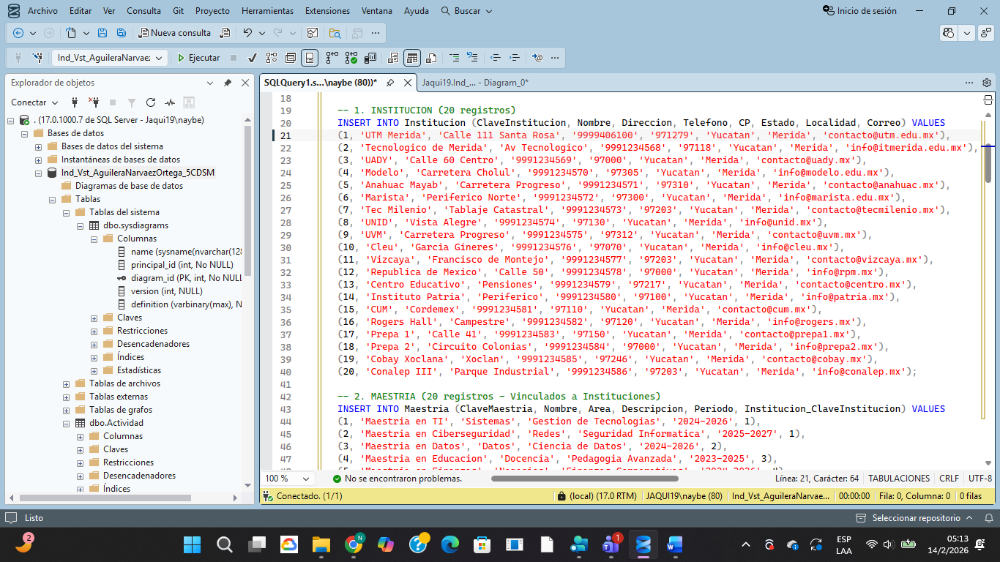 Archivo Editar Ver Consulta Git Proyecto Herramientas Extensiones Ventana Ayuda Buscar Inicio de sesión
Nueva consulta
Ind_Vst_AguileraNarvaez Ejecutar
Explorador de objetos
Conectar
. (17.0.1000.7 de SQL Server - Jaqui19\naybe)
Bases de datos
Bases de datos del sistema
Instantáneas de bases de datos
Ind_Vst_AguileraNarvaezOrtega_5CDSM
Diagramas de base de datos
Tablas
Tablas del sistema
dbo.sysdiagrams
Columnas
name (sysname(nvarchar(128
principal_id (int, No NULL)
diagram_id (PK, int, No NULL
version (int, NULL)
definition (varbinary(max), N
Claves
Restricciones
Desencadenadores
Índices
Estadísticas
Tablas de archivos
Tablas externas
Tablas de grafos
dbo.Actividad
Columnas
Claves
Restricciones
Desencadenadores
Índices
SQLQuery1.s...\naybe (80))* Jaqui19.Ind_... - Diagram_0*
18
19 -- 1. INSTITUCION (20 registros)
20 INSERT INTO Institucion (ClaveInstitucion, Nombre, Direccion, Telefono, CP, Estado, Localidad, Correo) VALUES
21 (1, 'UTM Merida', 'Calle 111 Santa Rosa', '9999406100', '971279', 'Yucatan', 'Merida', 'contacto@utm.edu.mx'),
22 (2, 'Tecnologico de Merida', 'Av Tecnologico', '9991234568', '97118', 'Yucatan', 'Merida', 'info@itmerida.edu.mx'),
23 (3, 'UADY', 'Calle 60 Centro', '9991234569', '97000', 'Yucatan', 'Merida', 'contacto@uady.mx'),
24 (4, 'Modelo', 'Carretera Cholul', '9991234570', '97305', 'Yucatan', 'Merida', 'info@modelo.edu.mx'),
25 (5, 'Anahuac Mayab', 'Carretera Progreso', '9991234571', '97310', 'Yucatan', 'Merida', 'contacto@anahuac.mx'),
26 (6, 'Marista', 'Periferico Norte', '9991234572', '97300', 'Yucatan', 'Merida', 'info@marista.edu.mx'),
27 (7, 'Tec Milenio', 'Tablaje Catastral', '9991234573', '97203', 'Yucatan', 'Merida', 'contacto@tecmilenio.mx'),
28 (8, 'UNID', 'Vista Alegre', '9991234574', '97130', 'Yucatan', 'Merida', 'info@unid.mx'),
29 (9, 'UVM', 'Carretera Progreso', '9991234575', '97312', 'Yucatan', 'Merida', 'contacto@uvm.mx'),
30 (10, 'Cleu', 'Garcia Gineres', '9991234576', '97070', 'Yucatan', 'Merida', 'info@cleu.mx'),
31 (11, 'Vizcaya', 'Francisco de Montejo', '9991234577', '97203', 'Yucatan', 'Merida', 'contacto@vizcaya.mx'),
32 (12, 'Republica de Mexico', 'Calle 50', '9991234578', '97000', 'Yucatan', 'Merida', 'info@rpm.mx'),
33 (13, 'Centro Educativo', 'Pensiones', '9991234579', '97217', 'Yucatan', 'Merida', 'contacto@centro.mx'),
34 (14, 'Instituto Patria', 'Periferico', '9991234580', '97100', 'Yucatan', 'Merida', 'info@patria.mx'),
35 (15, 'CUM', 'Cordemex', '9991234581', '97110', 'Yucatan', 'Merida', 'contacto@cum.mx'),
36 (16, 'Rogers Hall', 'Campestre', '9991234582', '97120', 'Yucatan', 'Merida', 'info@rogers.mx'),
37 (17, 'Prepa 1', 'Calle 41', '9991234583', '97150', 'Yucatan', 'Merida', 'contacto@prepa1.mx'),
38 (18, 'Prepa 2', 'Circuito Colonias', '9991234584', '97000', 'Yucatan', 'Merida', 'info@prepa2.mx'),
39 (19, 'Cobay Xoclana', 'Xoclan', '9991234585', '97246', 'Yucatan', 'Merida', 'contacto@cobay.mx'),
40 (20, 'Conalep III', 'Parque Industrial', '9991234586', '97203', 'Yucatan', 'Merida', 'info@conalep.mx');
41
42 -- 2. MAESTRIA (20 registros - Vinculados a Instituciones)
43 INSERT INTO Maestria (ClaveMaestria, Nombre, Area, Descripcion, Periodo, Institucion_ClaveInstitucion) VALUES
44 (1, 'Maestria en TI', 'Sistemas', 'Gestion de Tecnologias', '2024-2026', 1),
45 (2, 'Maestria en Ciberseguridad', 'Redes', 'Seguridad Informatica', '2025-2027', 1),
46 (3, 'Maestria en Datos', 'Datos', 'Ciencia de Datos', '2024-2026', 2),
47 (4, 'Maestria en Educacion', 'Docencia', 'Pedagogia Avanzada', '2023-2025', 3),
100 % No se encontraron problemas. Línea: 21, Carácter: 64 TABULACIONES CRLF UTF-8
Conectado. (1/1) (local) (17.0 RTM) JAQUI19\naybe (80) Ind_Vst_AguileraNarvae... 00:00:00 Fila: 0, Columna: 0 0 filas
Listo Seleccionar repositorio
2 N 1 ESP LAA 05:13 14/2/2026